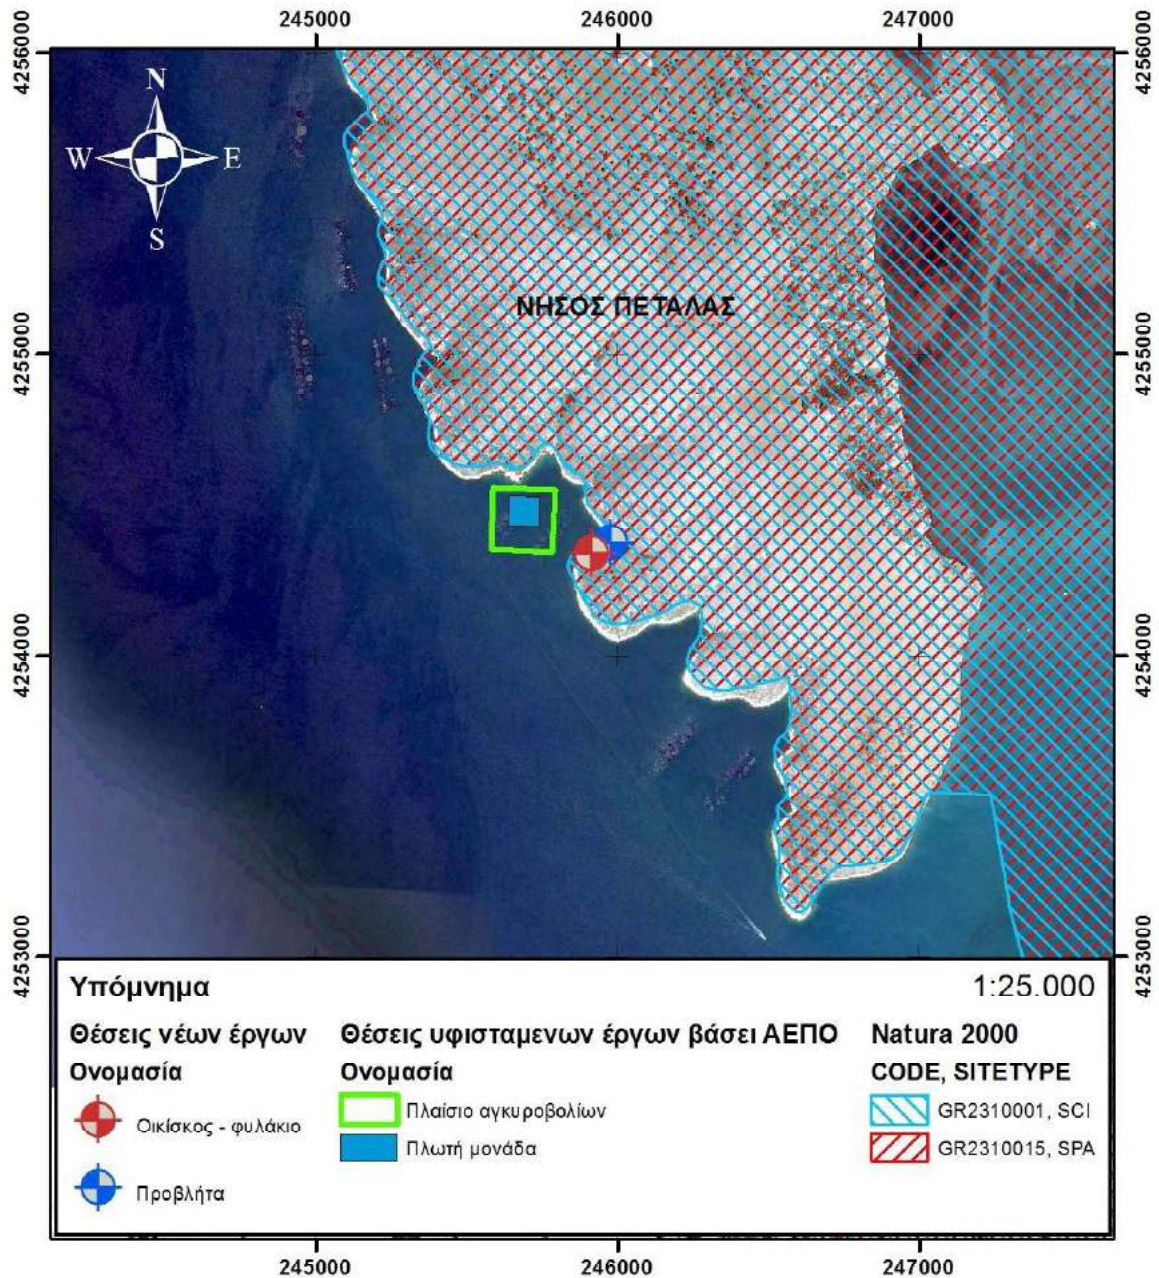 245000 246000 247000
4256000 4256000
N
W E
S
ΝΗΣΟΣ ΠΕΤΑΛΑΣ
4255000 4255000
4254000 4254000
4253000 4253000
Υπόμνημα 1:25.000
Θέσεις νέων έργων Θέσεις υφισταμενων έργων βάσει ΑΕΠΟ Natura 2000
Ονομασία Ονομασία CODE, SITETYPE
Οικίσκος - φυλάκιο Πλαίσιο αγκυροβολίων GR2310001, SCI
Πλωτή μονάδα GR2310015, SPA
Προβλήτα
245000 246000 247000